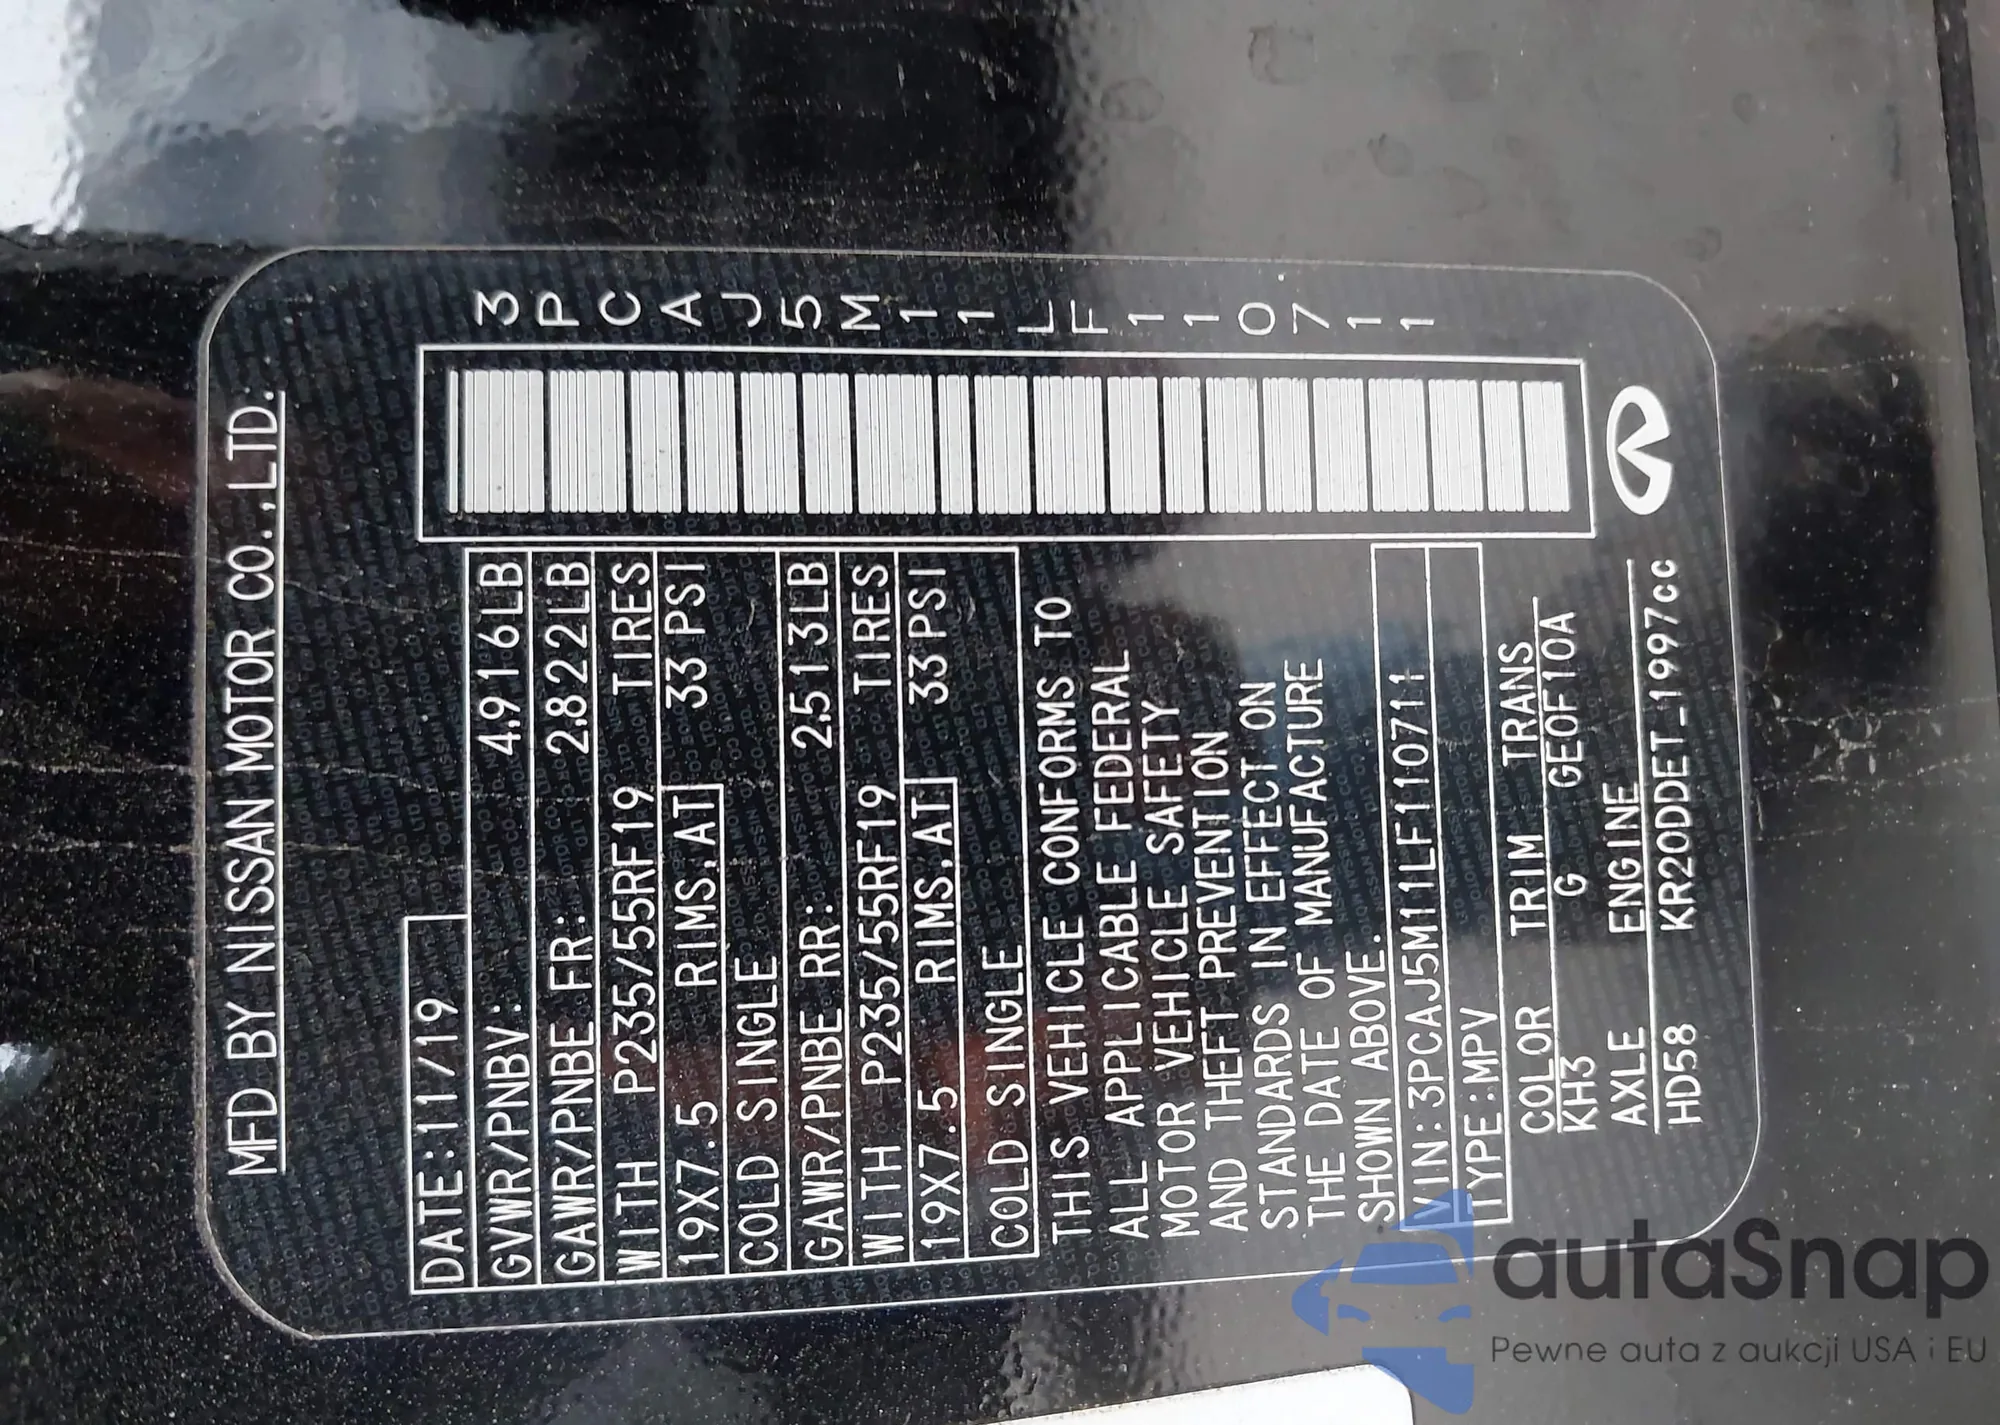 MFD BY NISSAN MOTOR CO.,LTD.
DATE:11/19
GVWR/PNBV: 4,916LB
GAWR/PNBE FR: 2,822LB
WITH P235/55RF19 TIRES
19X7.5 RIMS,AT 33 PSI
COLD SINGLE
GAWR/PNBE RR: 2,513LB
WITH P235/55RF19 TIRES
19X7.5 RIMS,AT 33 PSI
COLD SINGLE
THIS VEHICLE CONFORMS TO
ALL APPLICABLE FEDERAL
MOTOR VEHICLE SAFETY
AND THEFT PREVENTION
STANDARDS IN EFFECT ON
THE DATE OF MANUFACTURE
SHOWN ABOVE.
VIN:3PCAJ5M11LF110711
TYPE:MPV
COLOR TRIM TRANS
KH3 G GE0F10A
AXLE ENGINE
HD58 KR20DDET_1997cc
3PCAJ5M11LF110711
autaSnap
Pewne auta z aukcji USA i EU